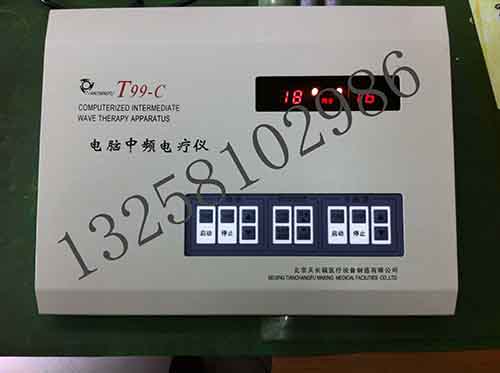 T99-C
COMPUTERIZED INTERMEDIATE
WAVE THERAPY APPARATUS
电脑中频电疗仪
18
16
13258102986
启动 停止 启动 停止
北京天长福医疗设备制造有限公司
BEIJING TIANCHANGFU MAKING MEDICAL FACILITIES CO.,LTD.